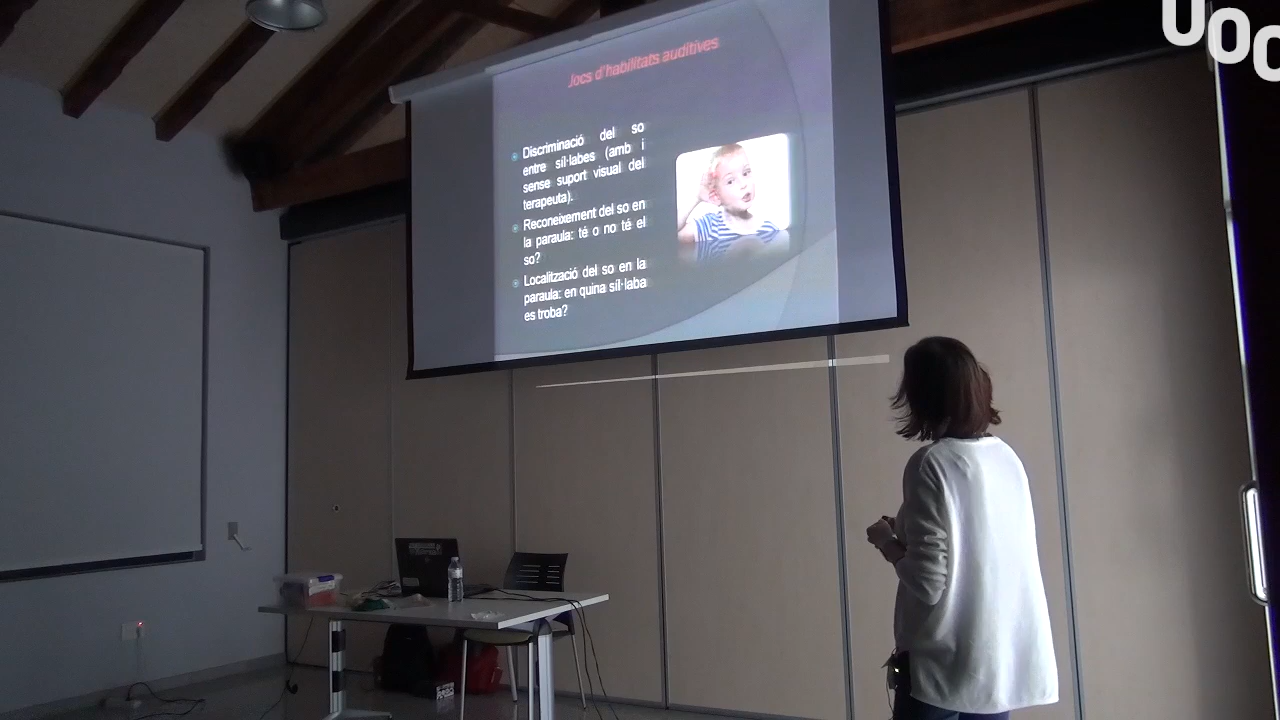 UOC
Jocs d'habilitats auditives
Discriminació del so
entre síl·labes (amb i
sense suport visual del
terapeuta).
Reconeixement del so en
la paraula: té o no té el
so?
Localització del so en la
paraula: en quina síl·laba
es troba?